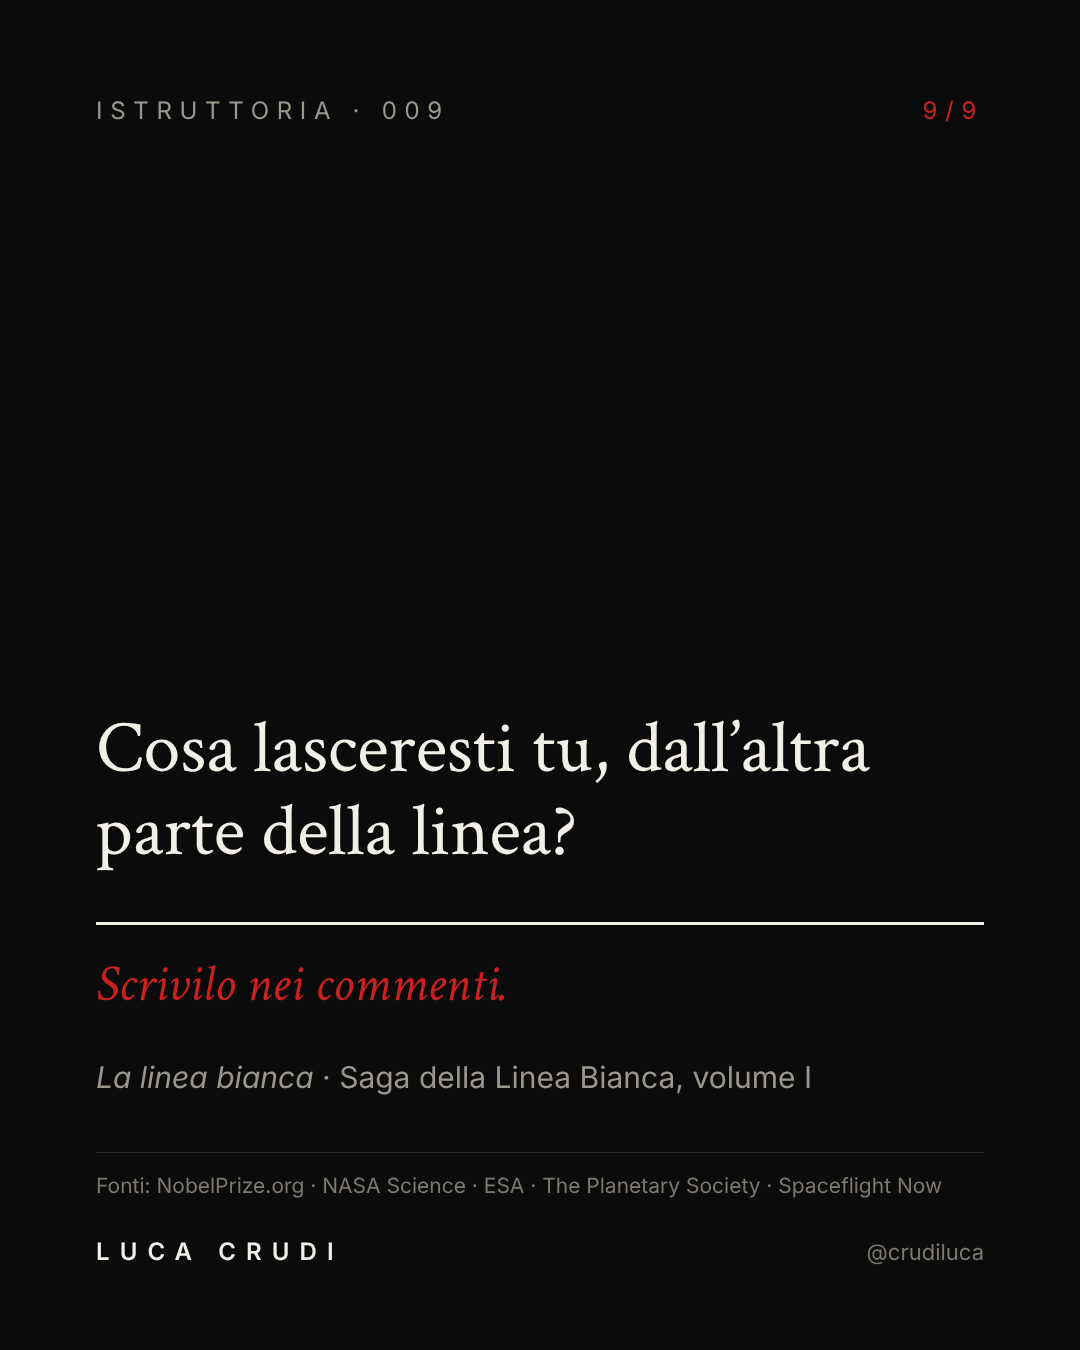 ISTRUTTORIA · 009
9/9
Cosa lasceresti tu, dall’altra
parte della linea?
Scrivilo nei commenti.
La linea bianca · Saga della Linea Bianca, volume I
Fonti: NobelPrize.org · NASA Science · ESA · The Planetary Society · Spaceflight Now
LUCA CRUDI
@crudiluca